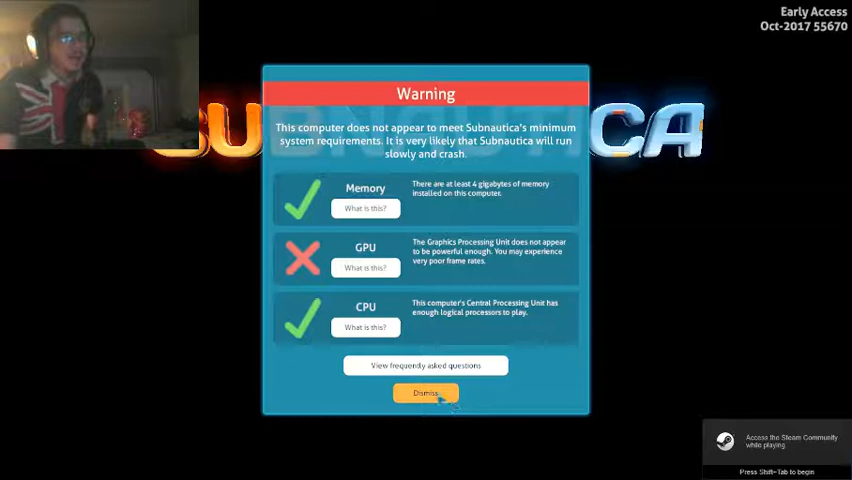 Early Access
Oct-2017 55670
Warning
SUBNAUTICA
This computer does not appear to meet Subnautica's minimum
system requirements. It is very likely that Subnautica will run
slowly and crash.
Memory
What is this?
There are at least 4 gigabytes of memory
installed on this computer.
GPU
What is this?
The Graphics Processing Unit does not appear
to be powerful enough. You may experience
very poor frame rates.
CPU
What is this?
This computer's Central Processing Unit has
enough logical processors to play.
View frequently asked questions
Dismiss
Access the Steam Community
while playing.
Press Shift+Tab to begin